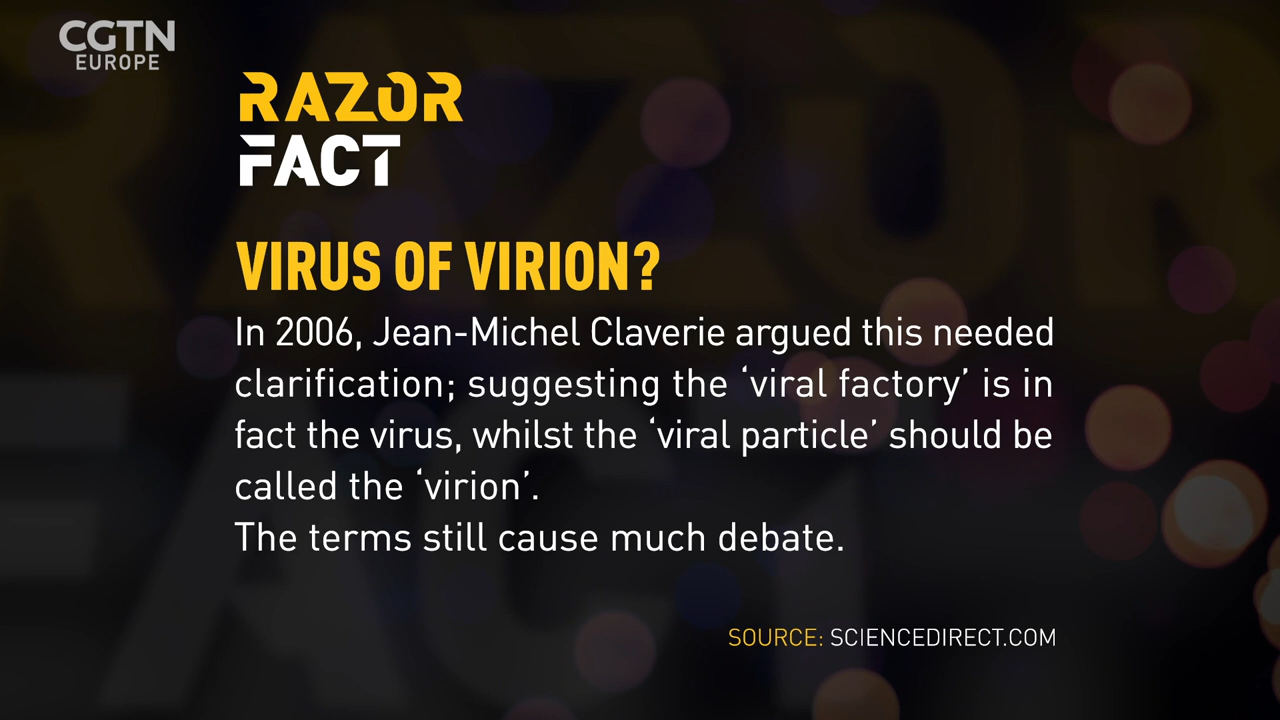 CGTN
EUROPE
RAZOR
FACT
VIRUS OF VIRION?
In 2006, Jean-Michel Claverie argued this needed
clarification; suggesting the ‘viral factory’ is in
fact the virus, whilst the ‘viral particle’ should be
called the ‘virion’.
The terms still cause much debate.
SOURCE: SCIENCEDIRECT.COM